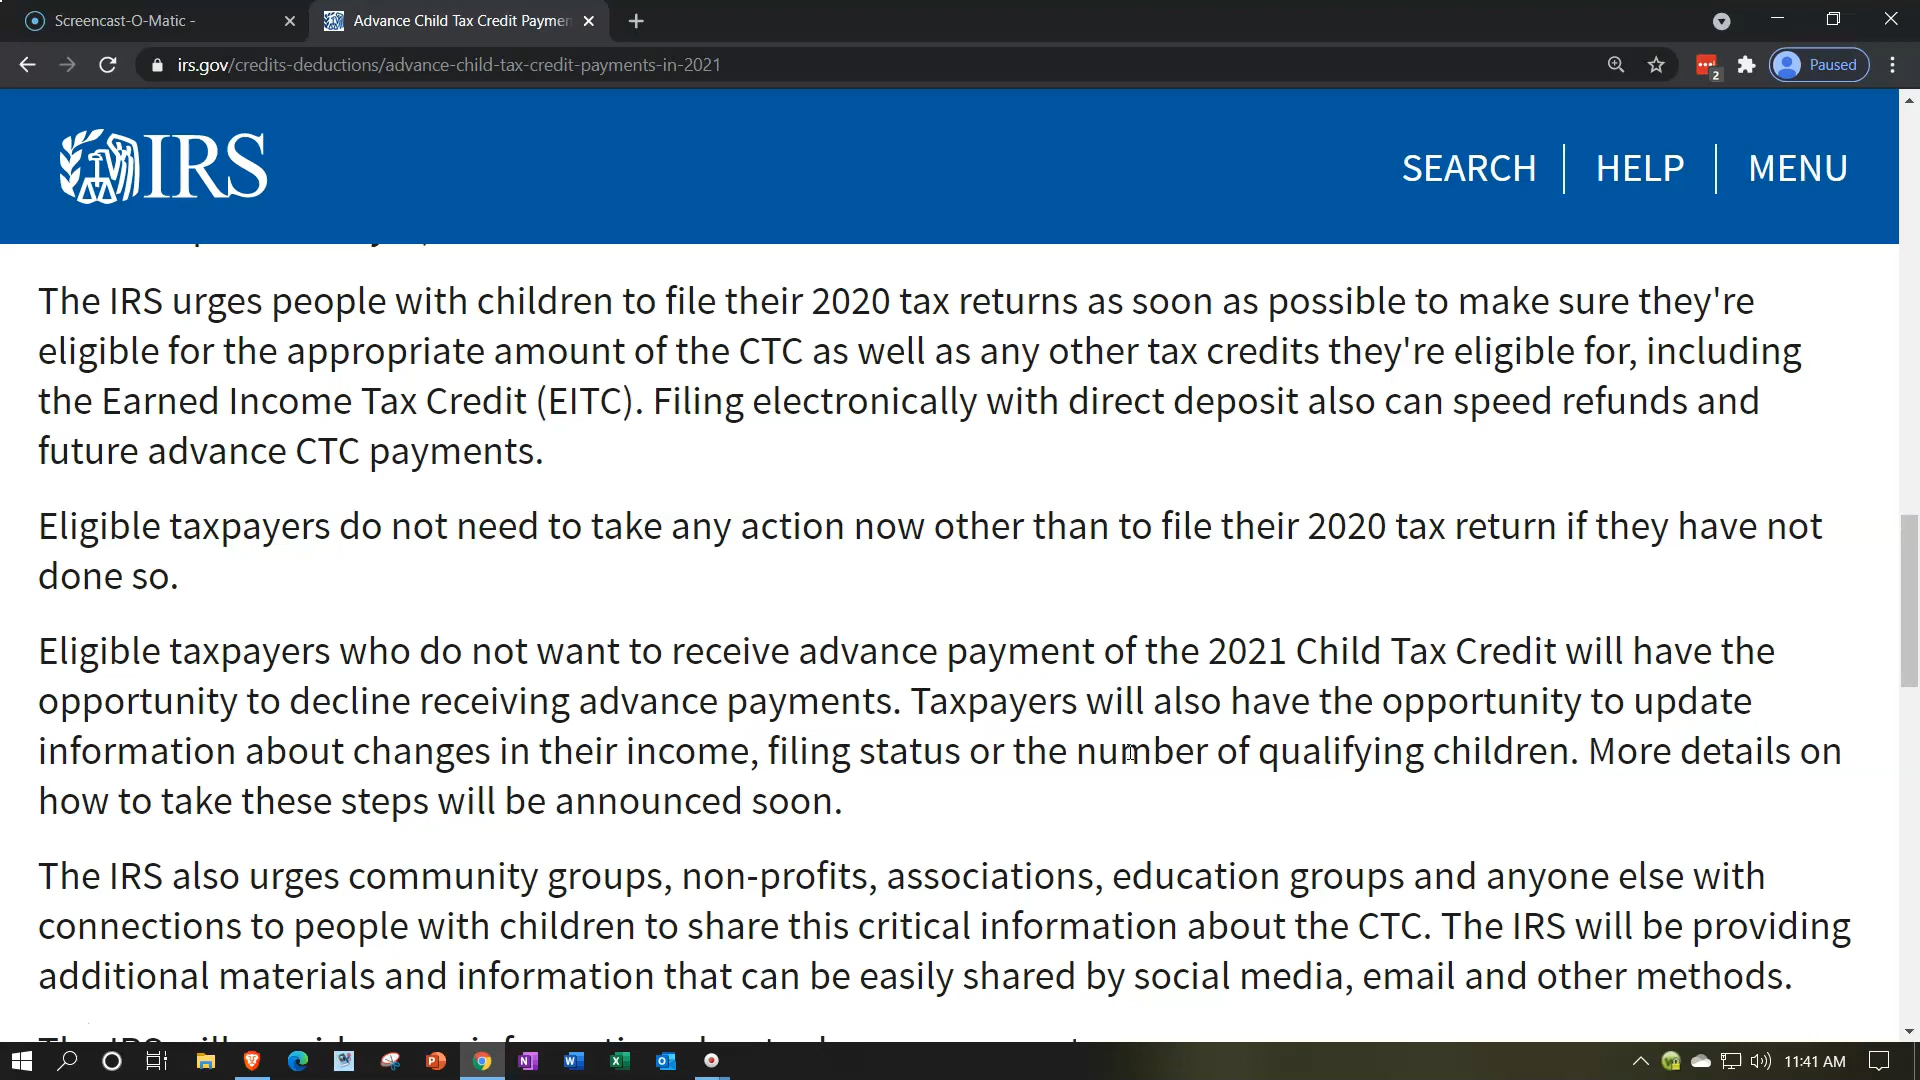 Screencast-O-Matic -
Advance Child Tax Credit Paymen
irs.gov/credits-deductions/advance-child-tax-credit-payments-in-2021
2
Paused
IRS
SEARCH
HELP
MENU
The IRS urges people with children to file their 2020 tax returns as soon as possible to make sure they're
eligible for the appropriate amount of the CTC as well as any other tax credits they're eligible for, including
the Earned Income Tax Credit (EITC). Filing electronically with direct deposit also can speed refunds and
future advance CTC payments.
Eligible taxpayers do not need to take any action now other than to file their 2020 tax return if they have not
done so.
Eligible taxpayers who do not want to receive advance payment of the 2021 Child Tax Credit will have the
opportunity to decline receiving advance payments. Taxpayers will also have the opportunity to update
information about changes in their income, filing status or the number of qualifying children. More details on
how to take these steps will be announced soon.
The IRS also urges community groups, non-profits, associations, education groups and anyone else with
connections to people with children to share this critical information about the CTC. The IRS will be providing
additional materials and information that can be easily shared by social media, email and other methods.
11:41 AM